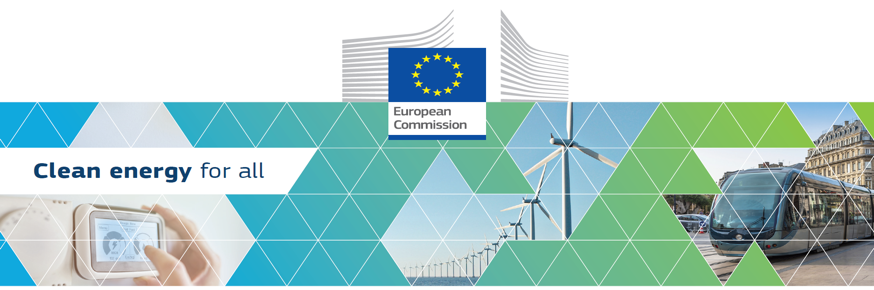 European
Commission
Clean energy for all